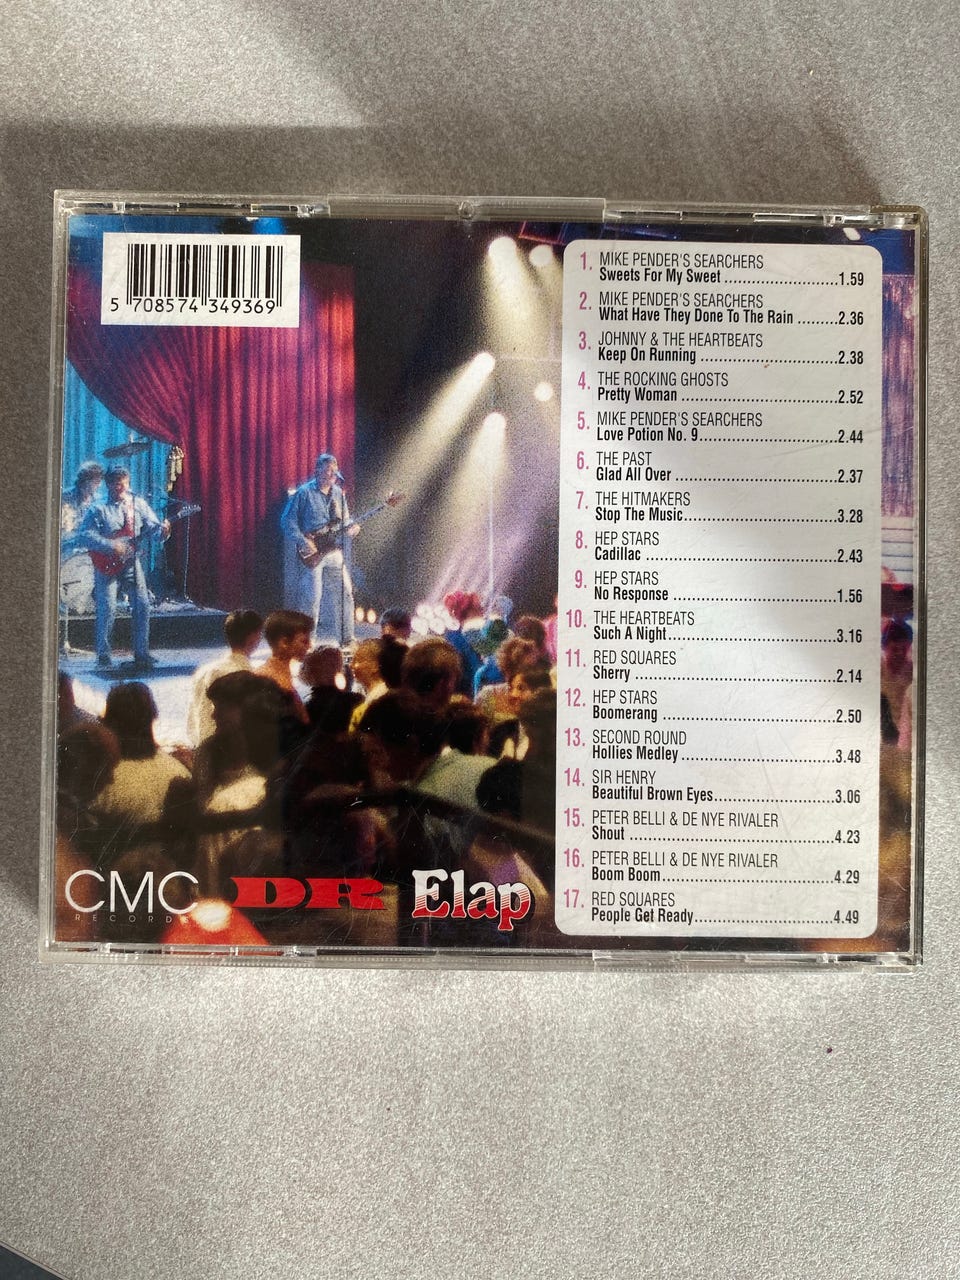 5 708574 349369
1. MIKE PENDER'S SEARCHERS
Sweets For My Sweet ......................1.59
2. MIKE PENDER'S SEARCHERS
What Have They Done To The Rain .........2.36
3. JOHNNY & THE HEARTBEATS
Keep On Running ...........................2.38
4. THE ROCKING GHOSTS
Pretty Woman ...............................2.52
5. MIKE PENDER'S SEARCHERS
Love Potion No. 9...........................2.44
6. THE PAST
Glad All Over ................................2.37
7. THE HITMAKERS
Stop The Music..............................3.28
8. HEP STARS
Cadillac ......................................2.43
9. HEP STARS
No Response ................................1.56
10. THE HEARTBEATS
Such A Night.................................3.16
11. RED SQUARES
Sherry ........................................2.14
12. HEP STARS
Boomerang ..................................2.50
13. SECOND ROUND
Hollies Medley ..............................3.48
14. SIR HENRY
Beautiful Brown Eyes.......................3.06
15. PETER BELLI & DE NYE RIVALER
Shout .........................................4.23
16. PETER BELLI & DE NYE RIVALER
Boom Boom..................................4.29
17. RED SQUARES
People Get Ready...........................4.49
CMC DR Elap
RECORDS